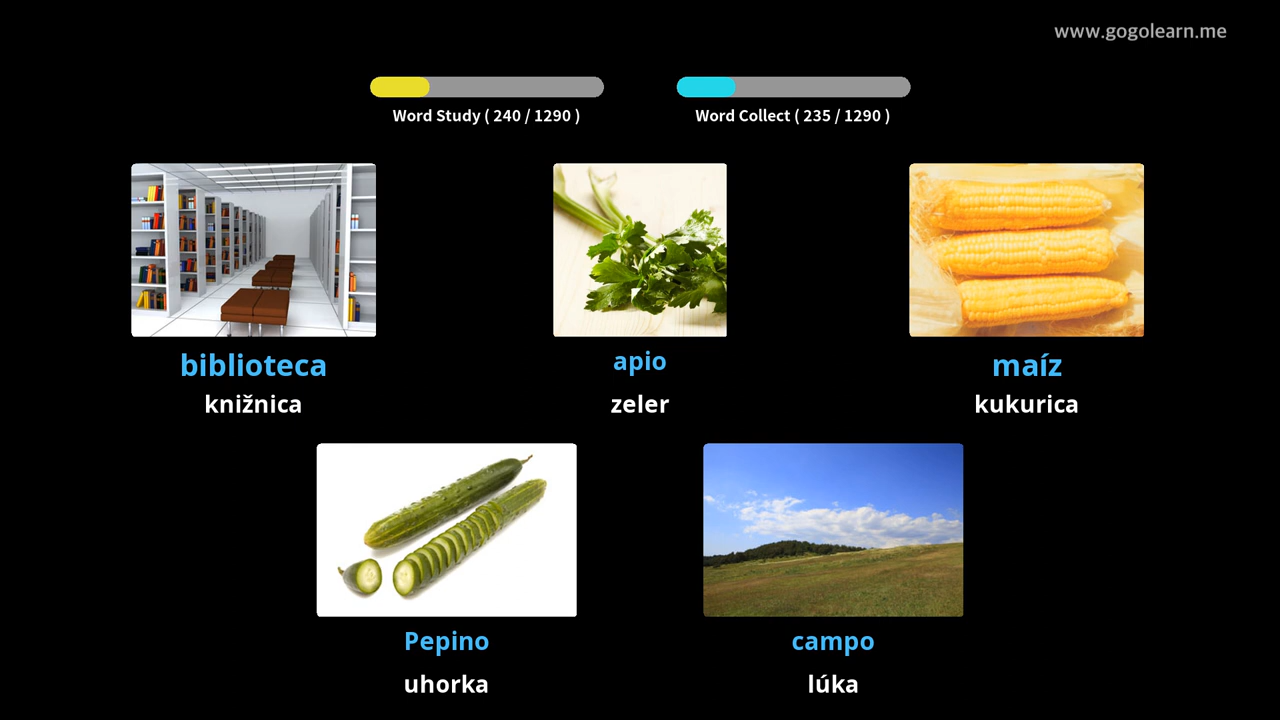 www.gogolearn.me
Word Study ( 240 / 1290 )
Word Collect ( 235 / 1290 )
biblioteca
knižnica
apio
zeler
maíz
kukurica
Pepino
uhorka
campo
lúka